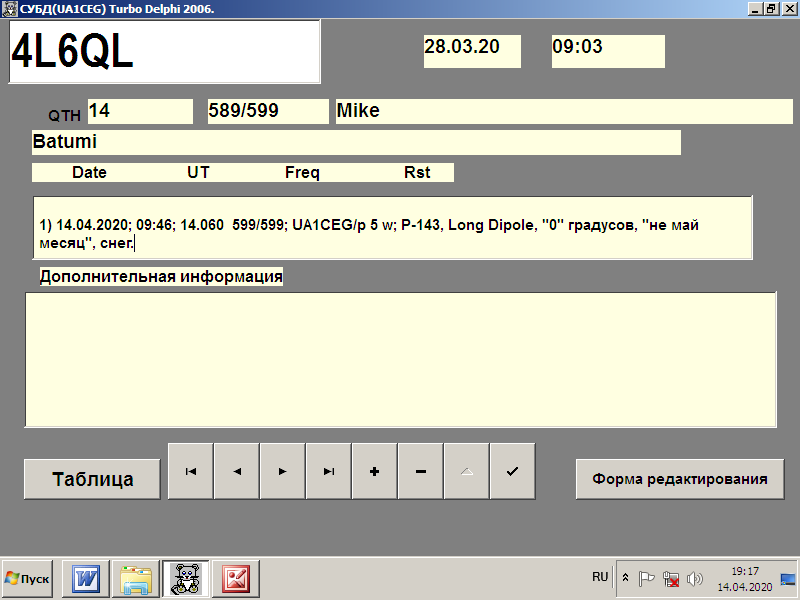 СУБД(UA1CEG) Turbo Delphi 2006.
4L6QL
28.03.20 09:03
QTH 14 589/599 Mike
Batumi
Date UT Freq Rst
1) 14.04.2020; 09:46; 14.060 599/599; UA1CEG/p 5 w; P-143, Long Dipole, "0" градусов, "не май
месяц", снег.
Дополнительная информация
Таблица
Форма редактирования
Пуск
RU
19:17
14.04.2020